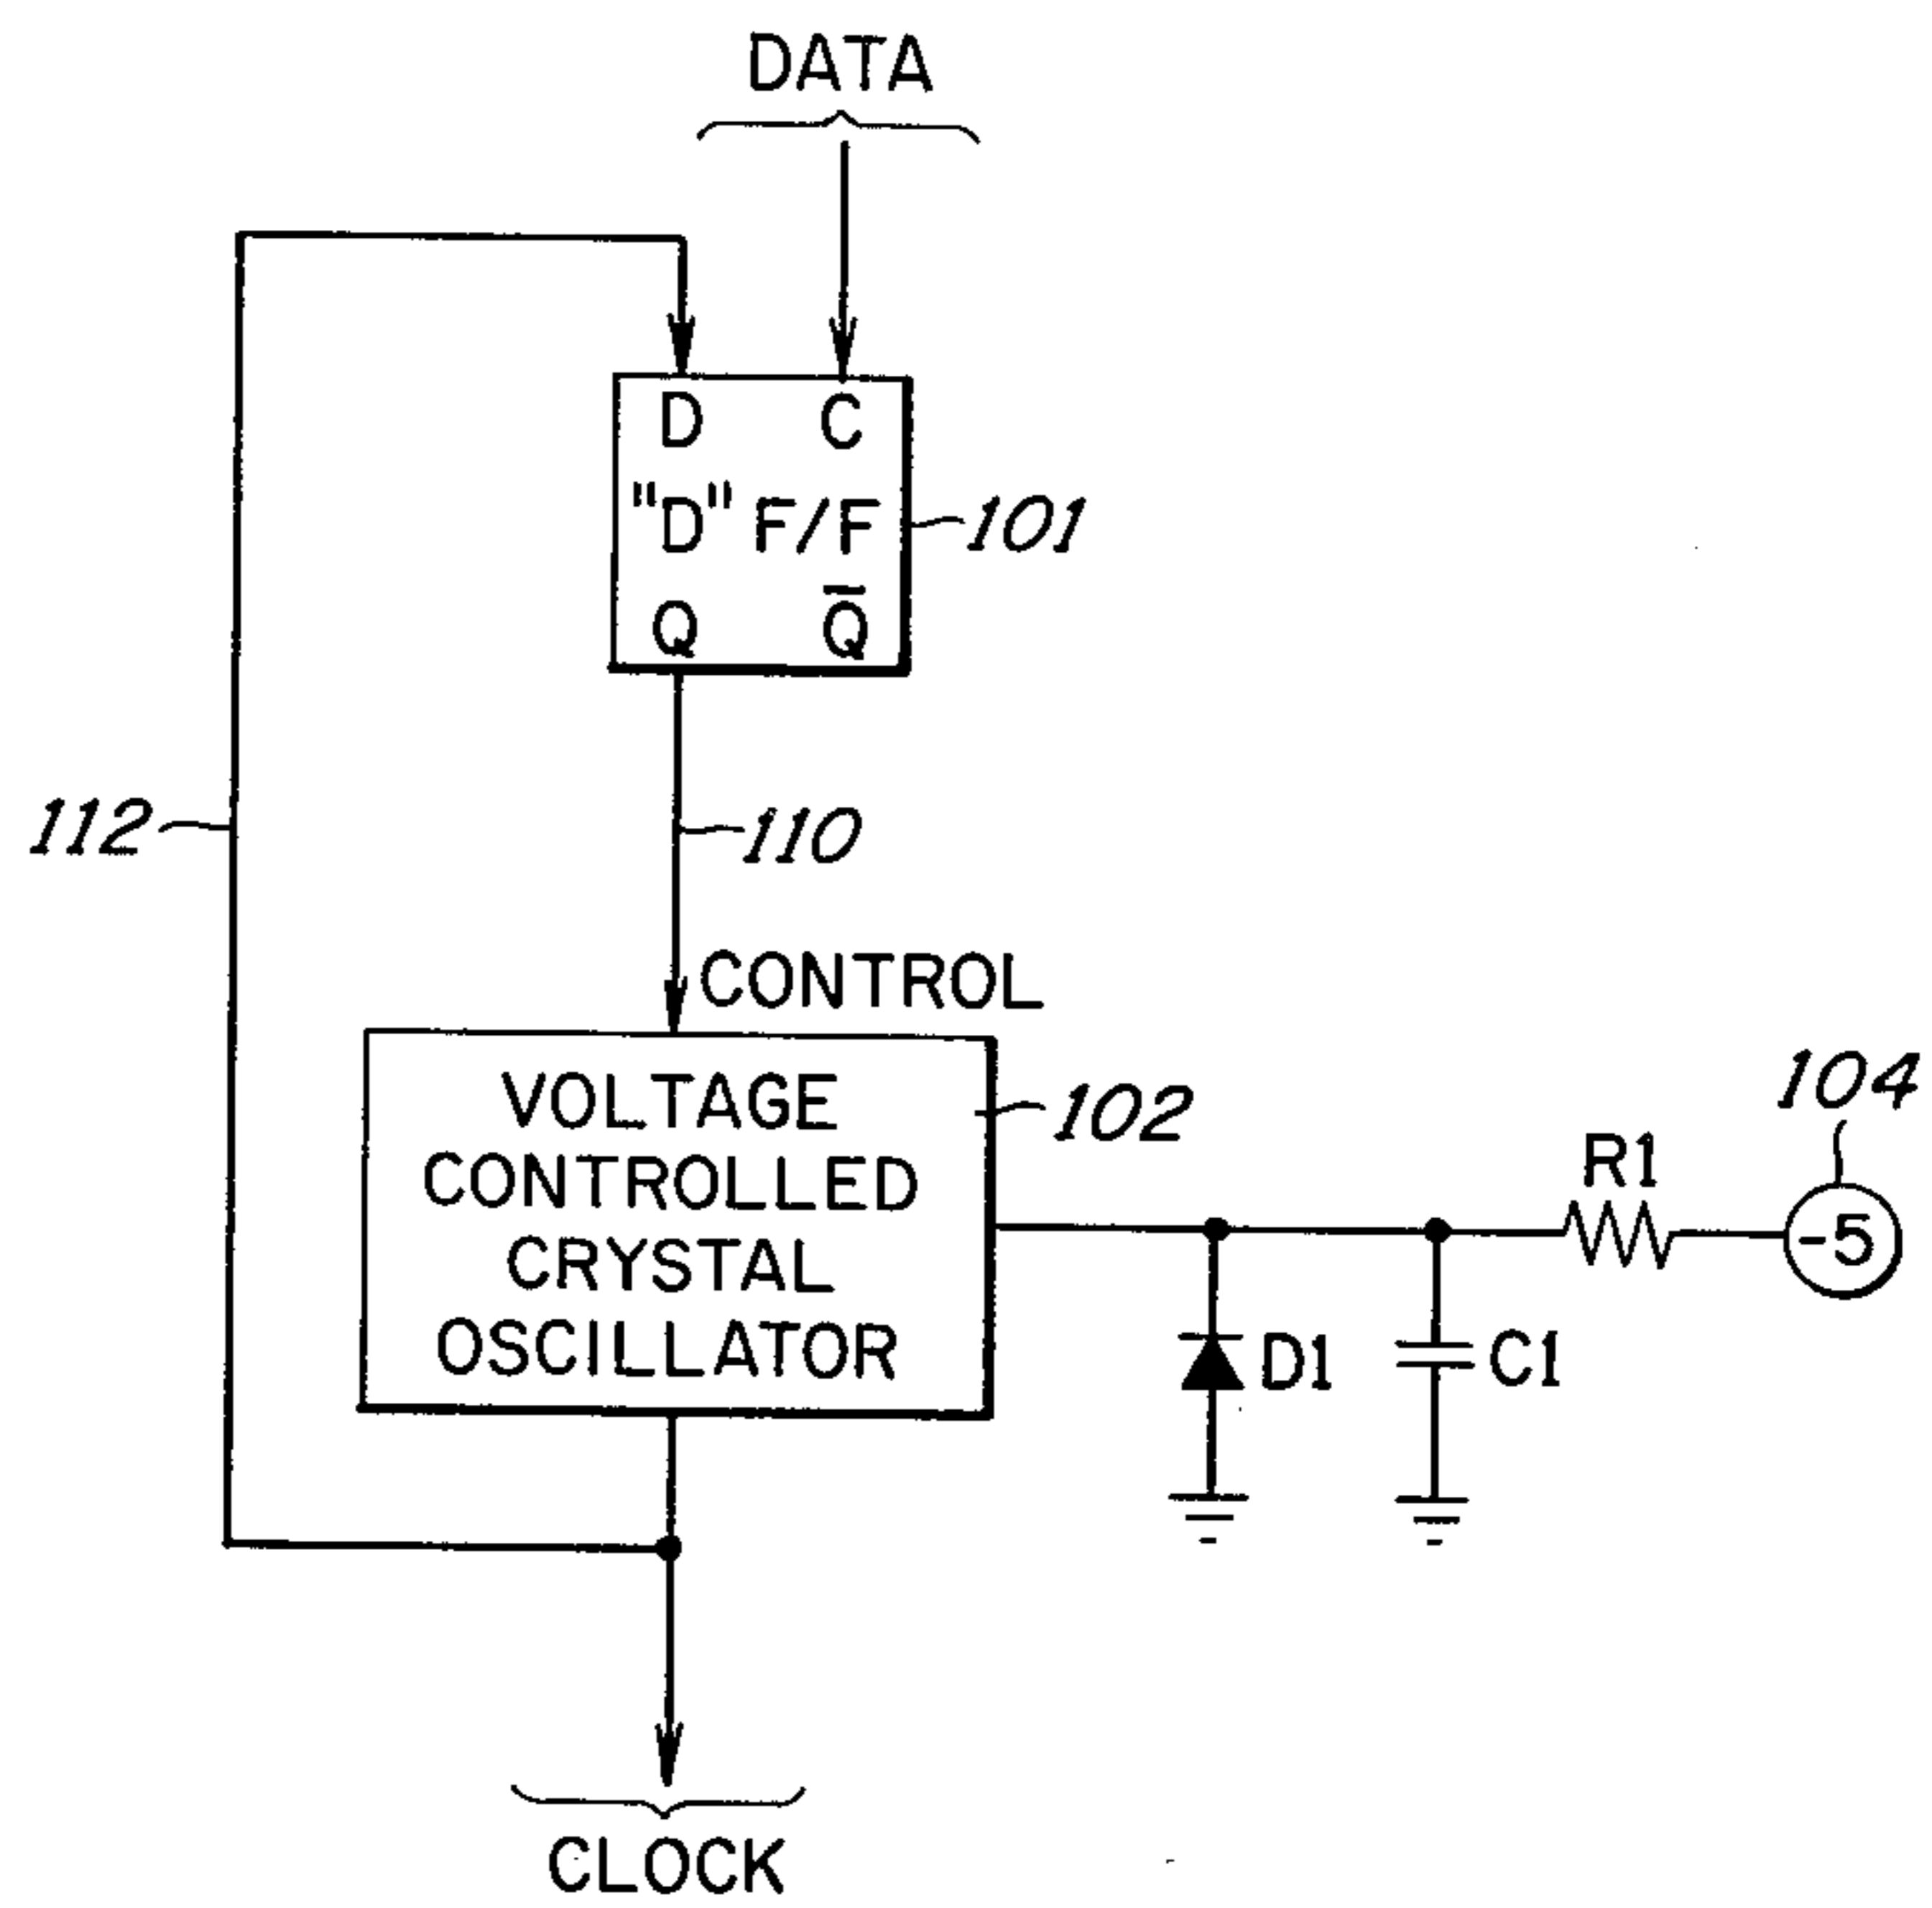 DATA
D C
"D" F/F
101
Q Q̅
112
110
CONTROL
VOLTAGE
CONTROLLED
CRYSTAL
OSCILLATOR
102
104
R1
-5
D1
C1
CLOCK